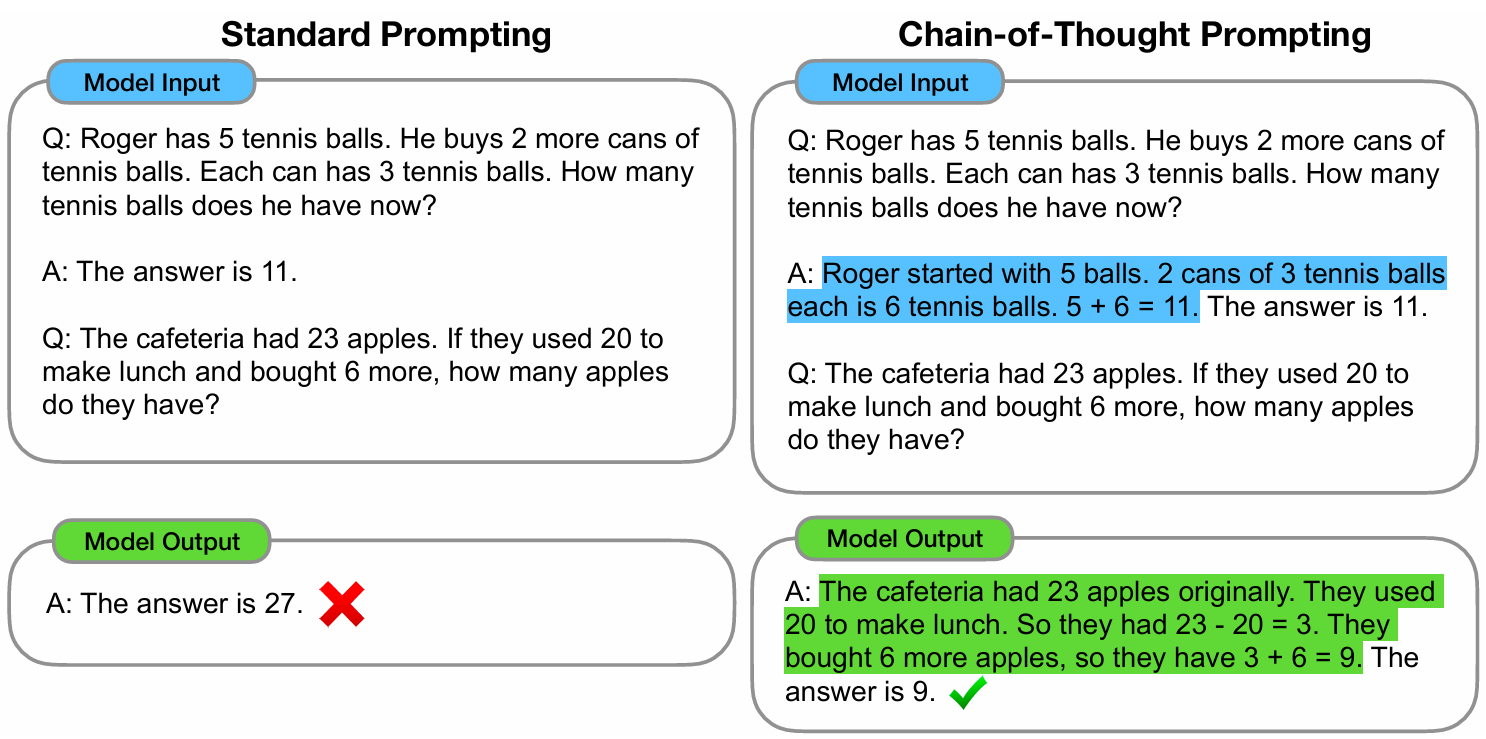 Standard Prompting
Model Input
Q: Roger has 5 tennis balls. He buys 2 more cans of
tennis balls. Each can has 3 tennis balls. How many
tennis balls does he have now?
A: The answer is 11.
Q: The cafeteria had 23 apples. If they used 20 to
make lunch and bought 6 more, how many apples
do they have?
Model Output
A: The answer is 27.
Chain-of-Thought Prompting
Model Input
Q: Roger has 5 tennis balls. He buys 2 more cans of
tennis balls. Each can has 3 tennis balls. How many
tennis balls does he have now?
A: Roger started with 5 balls. 2 cans of 3 tennis balls
each is 6 tennis balls. 5 + 6 = 11. The answer is 11.
Q: The cafeteria had 23 apples. If they used 20 to
make lunch and bought 6 more, how many apples
do they have?
Model Output
A: The cafeteria had 23 apples originally. They used
20 to make lunch. So they had 23 - 20 = 3. They
bought 6 more apples, so they have 3 + 6 = 9. The
answer is 9.